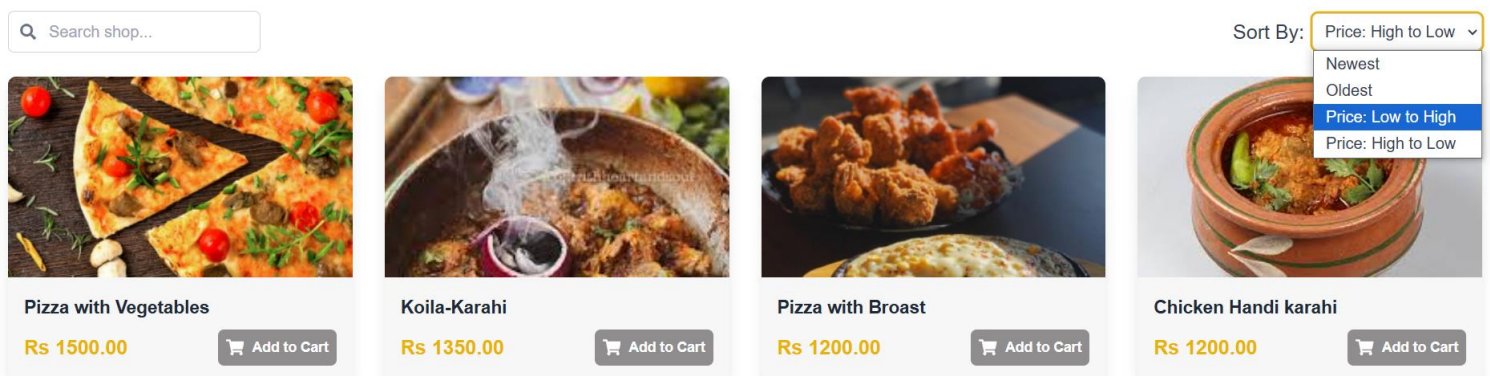 Search shop...
Sort By: Price: High to Low
Newest
Oldest
Price: Low to High
Price: High to Low
Pizza with Vegetables
Rs 1500.00 Add to Cart
Koila-Karahi
Rs 1350.00 Add to Cart
Pizza with Broast
Rs 1200.00 Add to Cart
Chicken Handi karahi
Rs 1200.00 Add to Cart